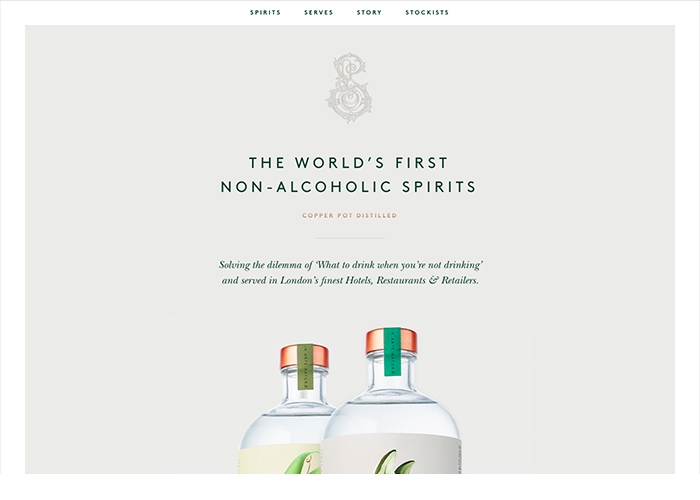 SPIRITS SERVES STORY STOCKISTS
THE WORLD'S FIRST
NON-ALCOHOLIC SPIRITS
COPPER POT DISTILLED
Solving the dilemma of ‘What to drink when you’re not drinking’
and served in London’s finest Hotels, Restaurants & Retailers.